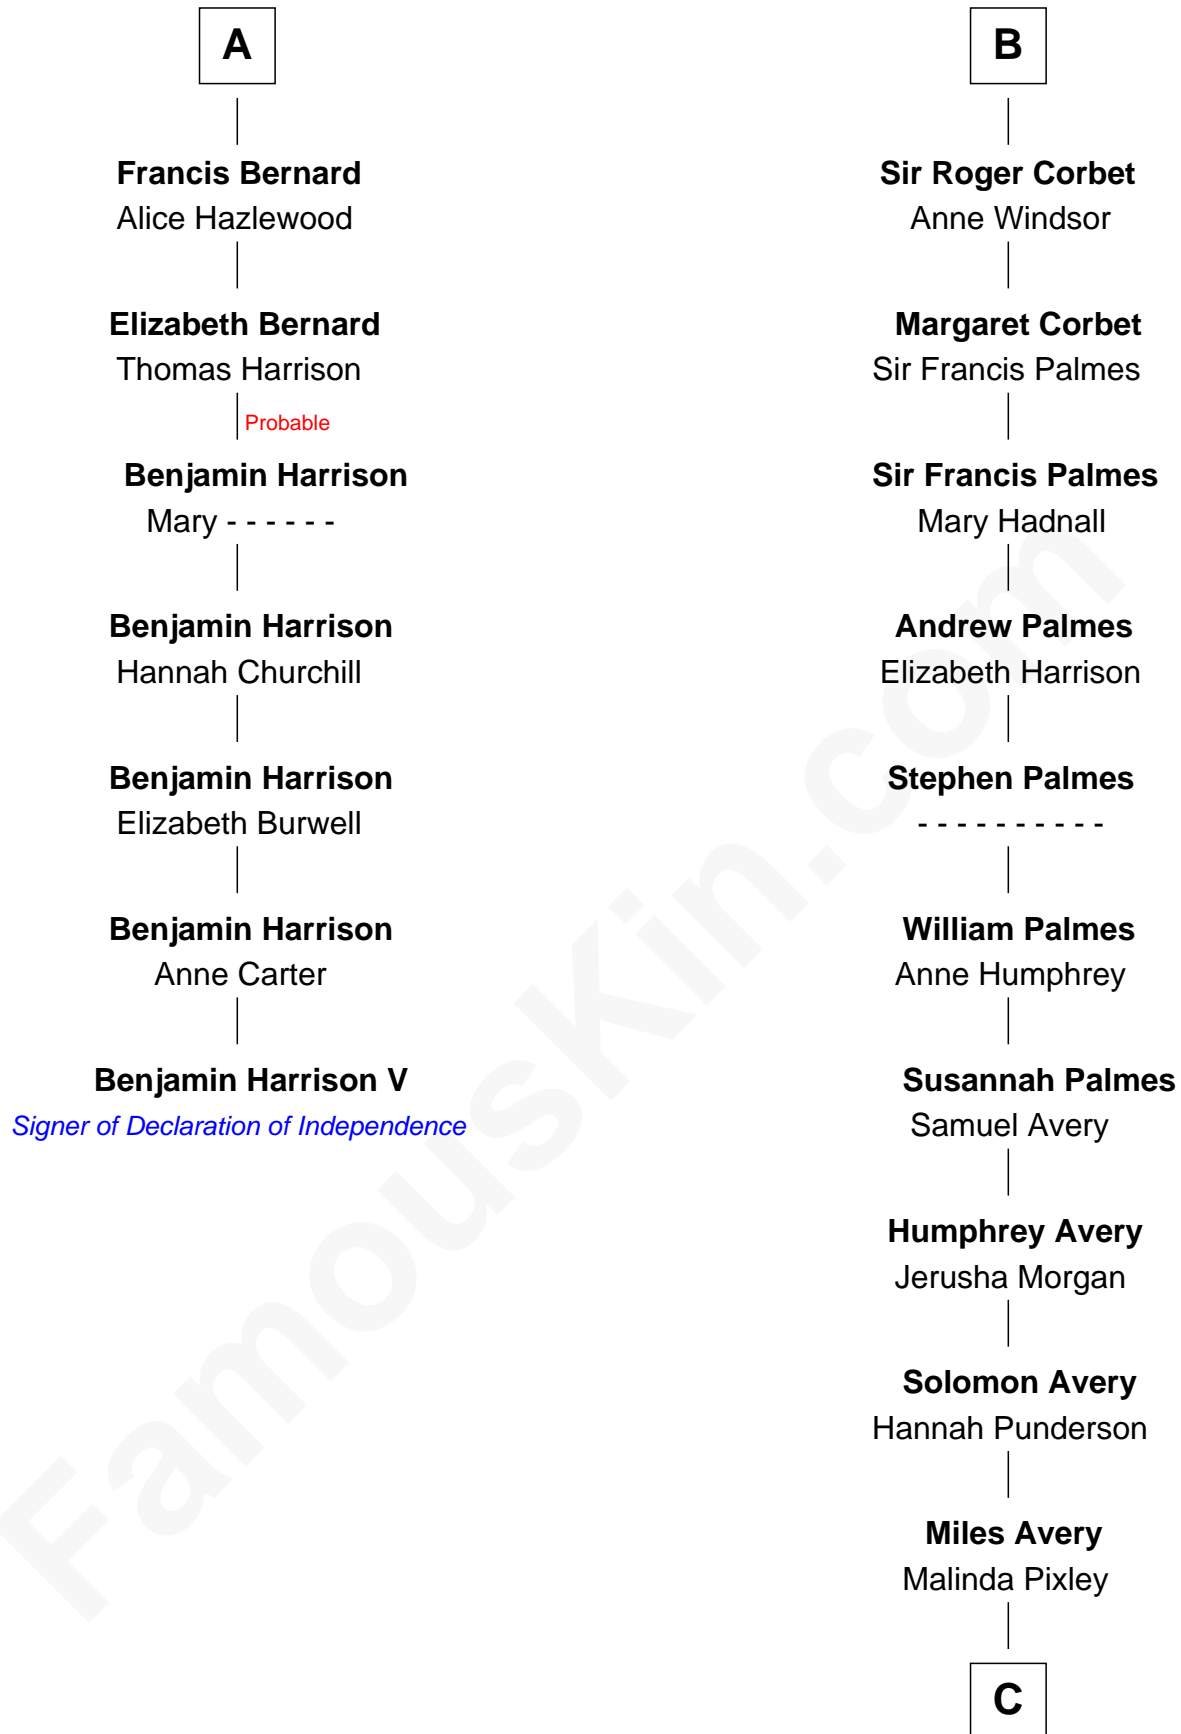 A
Francis Bernard
Alice Hazlewood
Elizabeth Bernard
Thomas Harrison
Probable
Benjamin Harrison
Mary - - - - - -
Benjamin Harrison
Hannah Churchill
Benjamin Harrison
Elizabeth Burwell
Benjamin Harrison
Anne Carter
Benjamin Harrison V
Signer of Declaration of Independence
B
Sir Roger Corbet
Anne Windsor
Margaret Corbet
Sir Francis Palmes
Sir Francis Palmes
Mary Hadnall
Andrew Palmes
Elizabeth Harrison
Stephen Palmes
- - - - - - - - - -
William Palmes
Anne Humphrey
Susannah Palmes
Samuel Avery
Humphrey Avery
Jerusha Morgan
Solomon Avery
Hannah Punderson
Miles Avery
Malinda Pixley
C
FamousKin.com